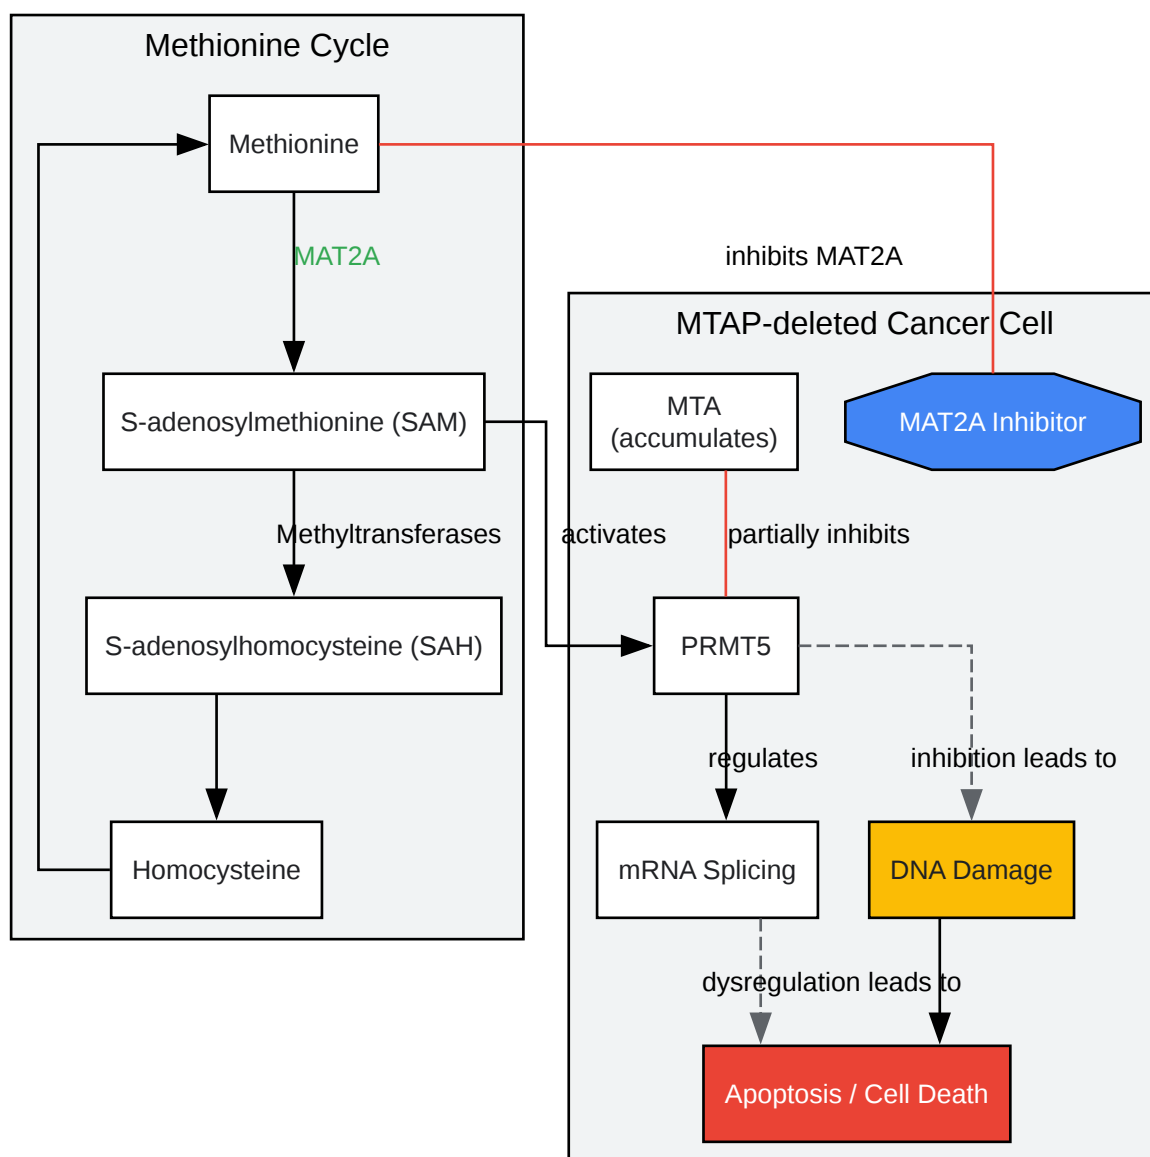 Methionine Cycle
Methionine
MAT2A
inhibits MAT2A
MTAP-deleted Cancer Cell
S-adenosylmethionine (SAM)
MTA
(accumulates)
MAT2A Inhibitor
Methyltransferases
activates
partially inhibits
S-adenosylhomocysteine (SAH)
PRMT5
regulates
inhibition leads to
Homocysteine
mRNA Splicing
DNA Damage
dysregulation leads to
Apoptosis / Cell Death